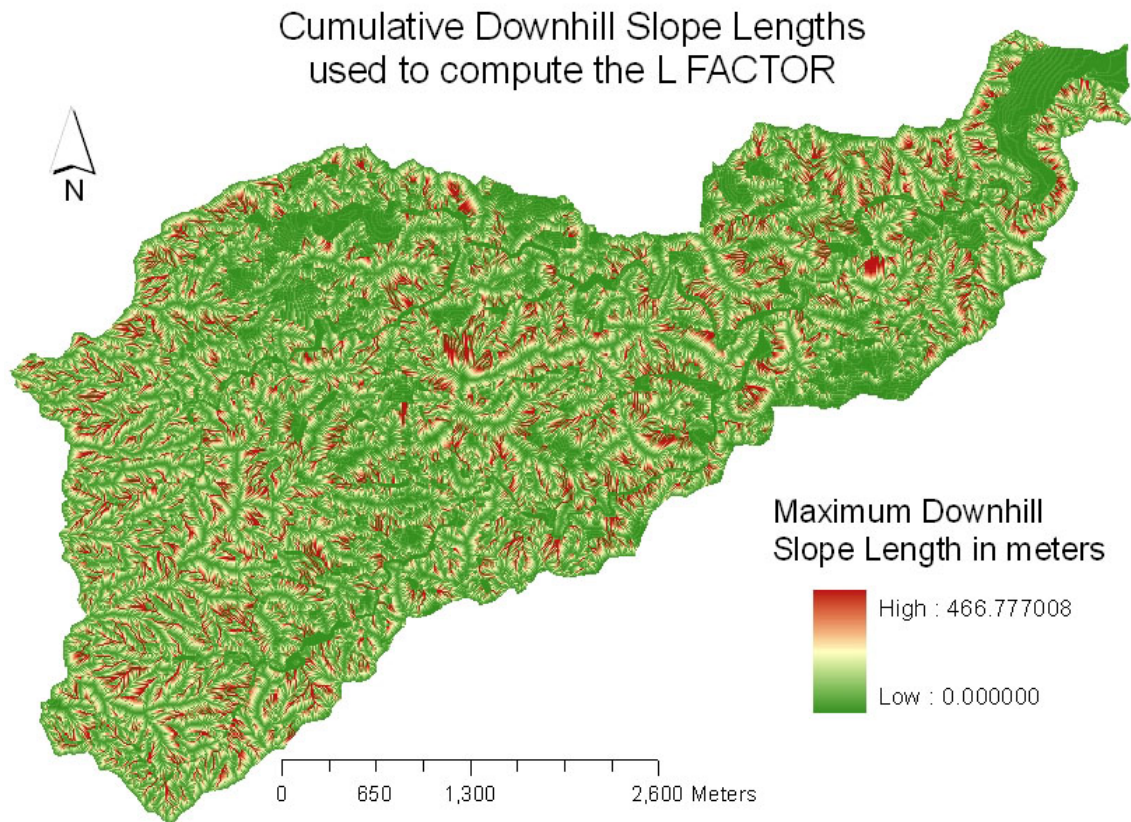 Cumulative Downhill Slope Lengths
used to compute the L FACTOR
N
Maximum Downhill
Slope Length in meters
High : 466.777008
Low : 0.000000
0 650 1,300 2,600 Meters